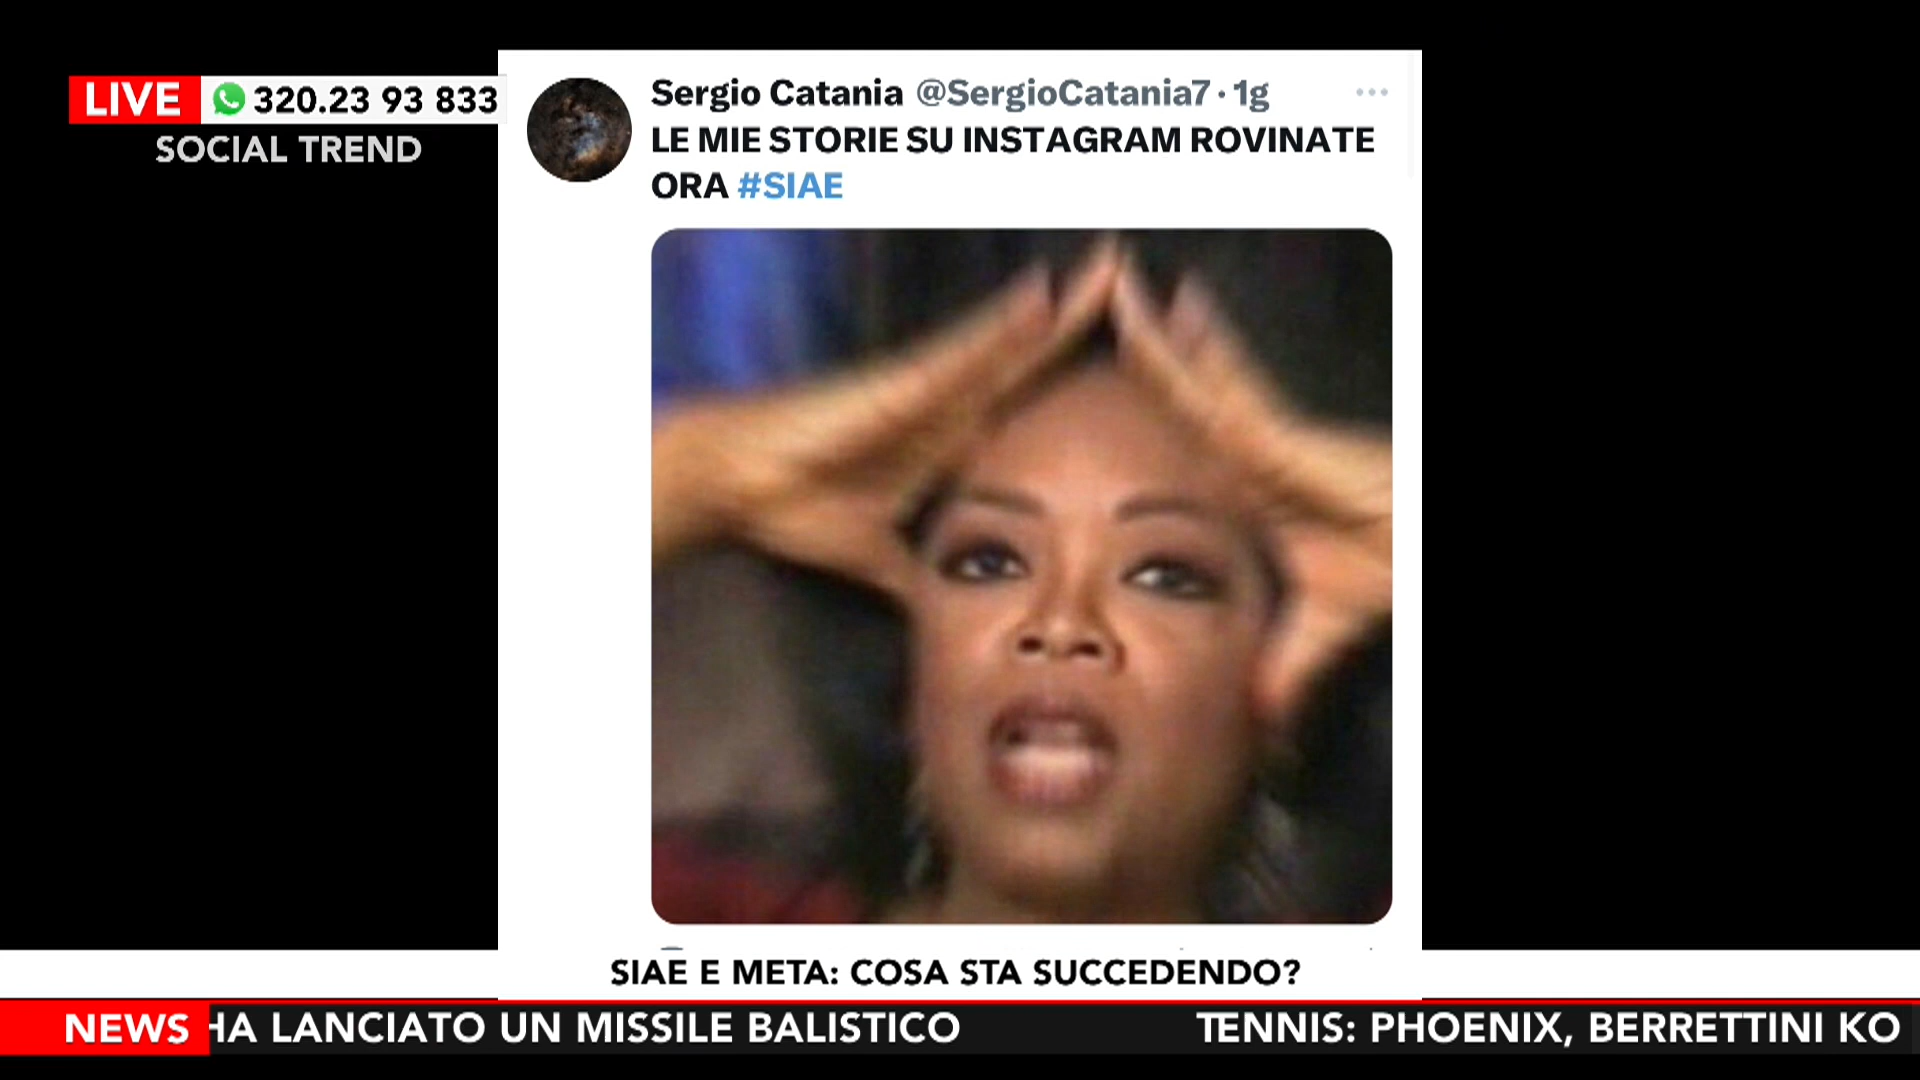 LIVE 320.23 93 833
SOCIAL TREND
Sergio Catania @SergioCatania7 · 1g
LE MIE STORIE SU INSTAGRAM ROVINATE
ORA #SIAE
SIAE E META: COSA STA SUCCEDENDO?
NEWS HA LANCIATO UN MISSILE BALISTICO TENNIS: PHOENIX, BERRETTINI KO